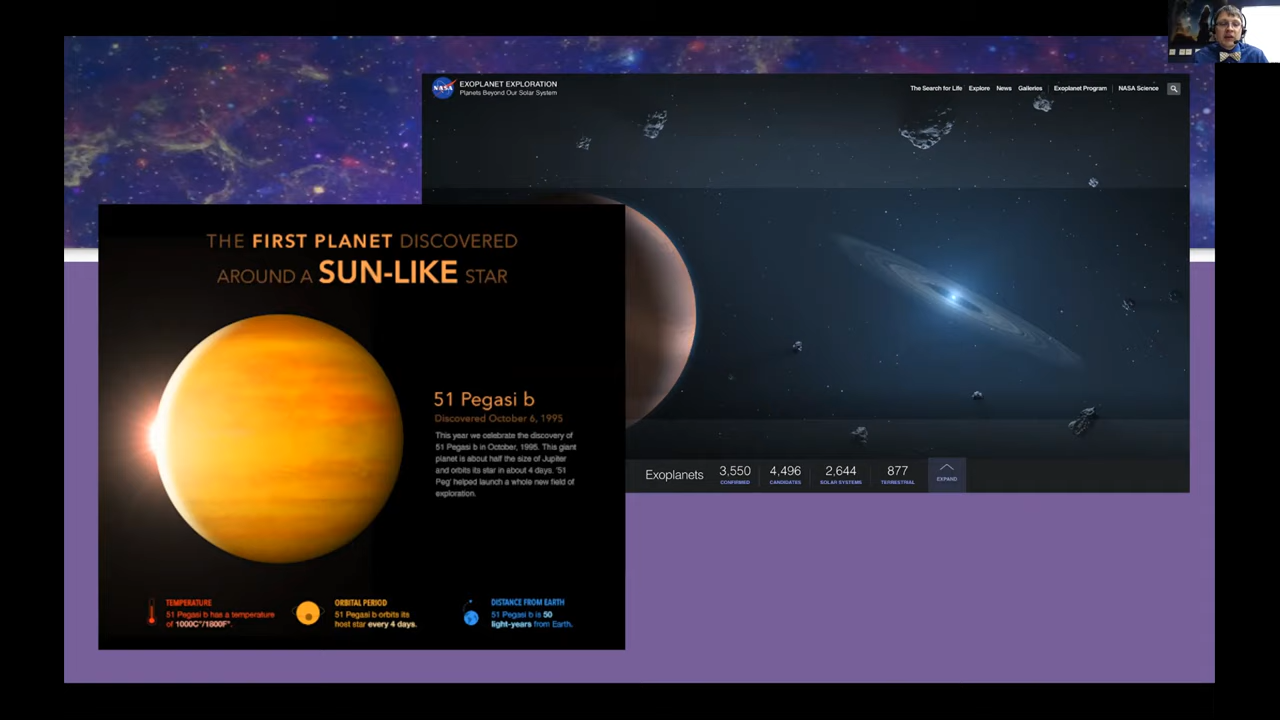 NASA
EXOPLANET EXPLORATION
Planets Beyond Our Solar System
The Search for Life
Explore
News
Galleries
Exoplanet Program
NASA Science
THE FIRST PLANET DISCOVERED
AROUND A SUN-LIKE STAR
51 Pegasi b
Discovered October 6, 1995
This year we celebrate the discovery of
51 Pegasi b in October, 1995. This giant
planet is about half the size of Jupiter
and orbits its star in about 4 days. '51
Peg' helped launch a whole new field of
exploration.
TEMPERATURE
51 Pegasi b has a temperature
of 1000C°/1800F°.
ORBITAL PERIOD
51 Pegasi b orbits its
host star every 4 days.
DISTANCE FROM EARTH
51 Pegasi b is 50
light-years from Earth.
Exoplanets
3,550
CONFIRMED
4,496
CANDIDATES
2,644
SOLAR SYSTEMS
877
TERRESTRIAL
EXPAND